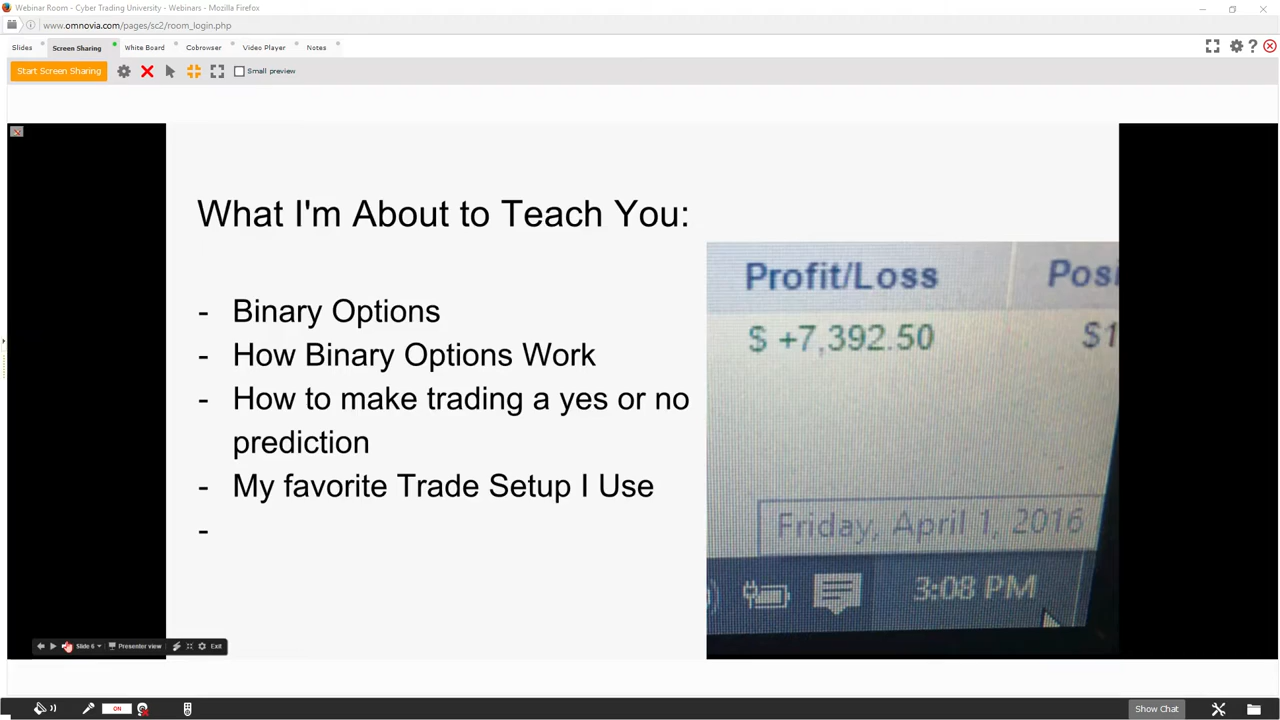 Webinar Room - Cyber Trading University - Webinars - Mozilla Firefox
www.omnovia.com/pages/sc2/room_login.php
Slides Screen Sharing White Board Cobrowser Video Player Notes
Start Screen Sharing Small preview
What I'm About to Teach You:
- Binary Options
- How Binary Options Work
- How to make trading a yes or no
prediction
- My favorite Trade Setup I Use
-
Profit/Loss Posi
$ +7,392.50 $1
Friday, April 1, 2016
3:08 PM
Slide 6 Presenter view Exit
ON Show Chat